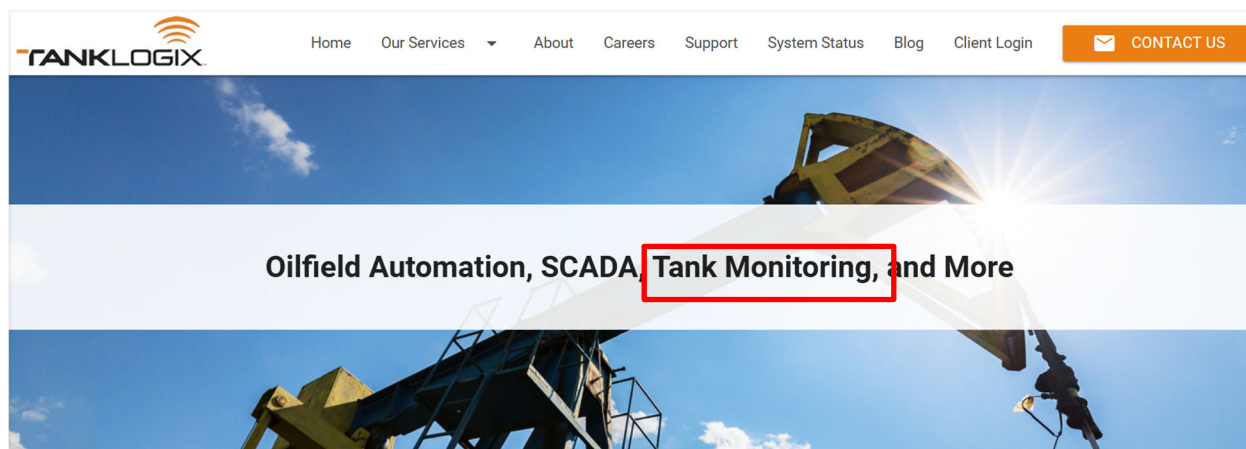 TANKLOGIX
Home Our Services About Careers Support System Status Blog Client Login CONTACT US
Oilfield Automation, SCADA, Tank Monitoring, and More